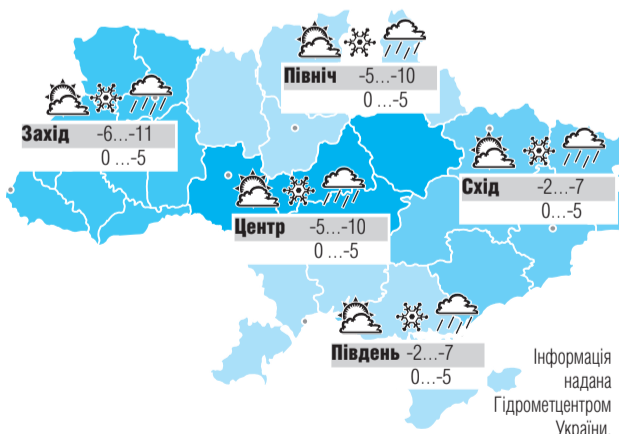 Північ -5...-10
0 ...-5
Захід -6...-11
0 ...-5
Схід -2...-7
0...-5
Центр -5...-10
0 ...-5
Південь -2...-7
0...-5
Інформація
надана
Гідрометцентром
України.